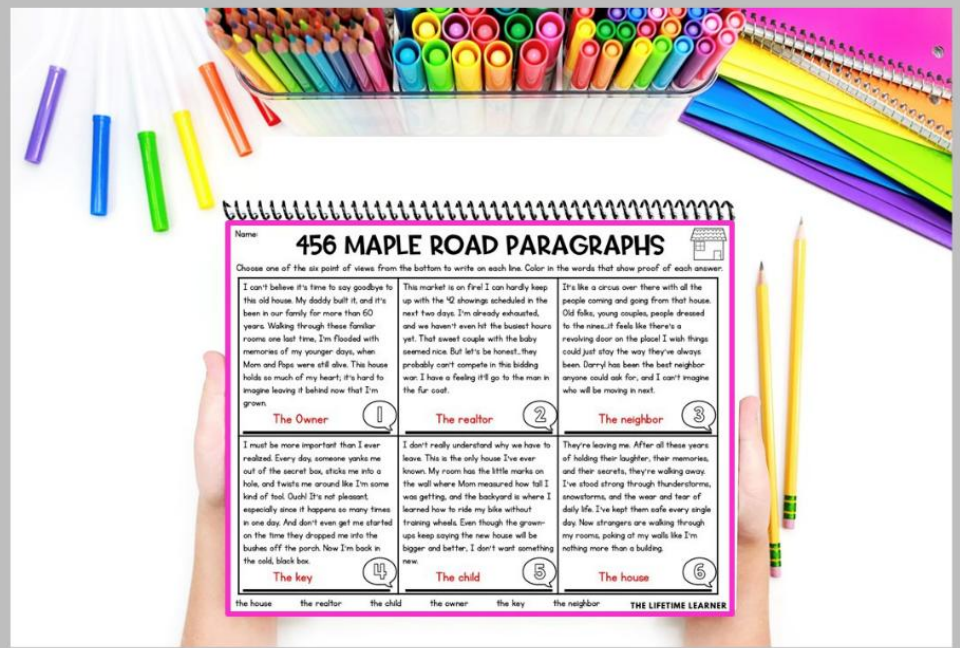 Name:
456 MAPLE ROAD PARAGRAPHS
Choose one of the six point of views from the bottom to write on each line. Color in the words that show proof of each answer.
I can't believe it's time to say goodbye to
this old house. My daddy built it, and it's
been in our family for more than 60
years. Walking through these familiar
rooms one last time, I'm flooded with
memories of my younger days, when
Mom and Pops were still alive. This house
holds so much of my heart; it's hard to
imagine leaving it behind now that I'm
grown.
The Owner
1
This market is on fire! I can hardly keep
up with the 42 showings scheduled in the
next two days. I'm already exhausted,
and we haven't even hit the busiest hours
yet. That sweet couple with the baby
seemed nice. But let's be honest...they
probably can't compete in this bidding
war. I have a feeling it'll go to the man in
the fur coat.
The realtor
2
It's like a circus over there with all the
people coming and going from that house.
Old folks, young couples, people dressed
to the nines...it feels like there's a
revolving door on the place! I wish things
could just stay the way they've always
been. Darryl has been the best neighbor
anyone could ask for, and I can't imagine
who will be moving in next.
The neighbor
3
I must be more important than I ever
realized. Every day, someone yanks me
out of the secret box, sticks me into a
hole, and twists me around like I'm some
kind of tool. Ouch! It's not pleasant,
especially since it happens so many times
in one day. And don't even get me started
on the time they dropped me into the
bushes off the porch. Now I'm back in
the cold, black box.
The key
4
I don't really understand why we have to
leave. This is the only house I've ever
known. My room has the little marks on
the wall where Mom measured how tall I
was getting, and the backyard is where I
learned how to ride my bike without
training wheels. Even though the grown-
ups keep saying the new house will be
bigger and better, I don't want something
new.
The child
5
They're leaving me. After all these years
of holding their laughter, their memories,
and their secrets, they're walking away.
I've stood strong through thunderstorms,
snowstorms, and the wear and tear of
daily life. I've kept them safe every single
day. Now strangers are walking through
my rooms, poking at my walls like I'm
nothing more than a building.
The house
6
the house the realtor the child the owner the key the neighbor THE LIFETIME LEARNER